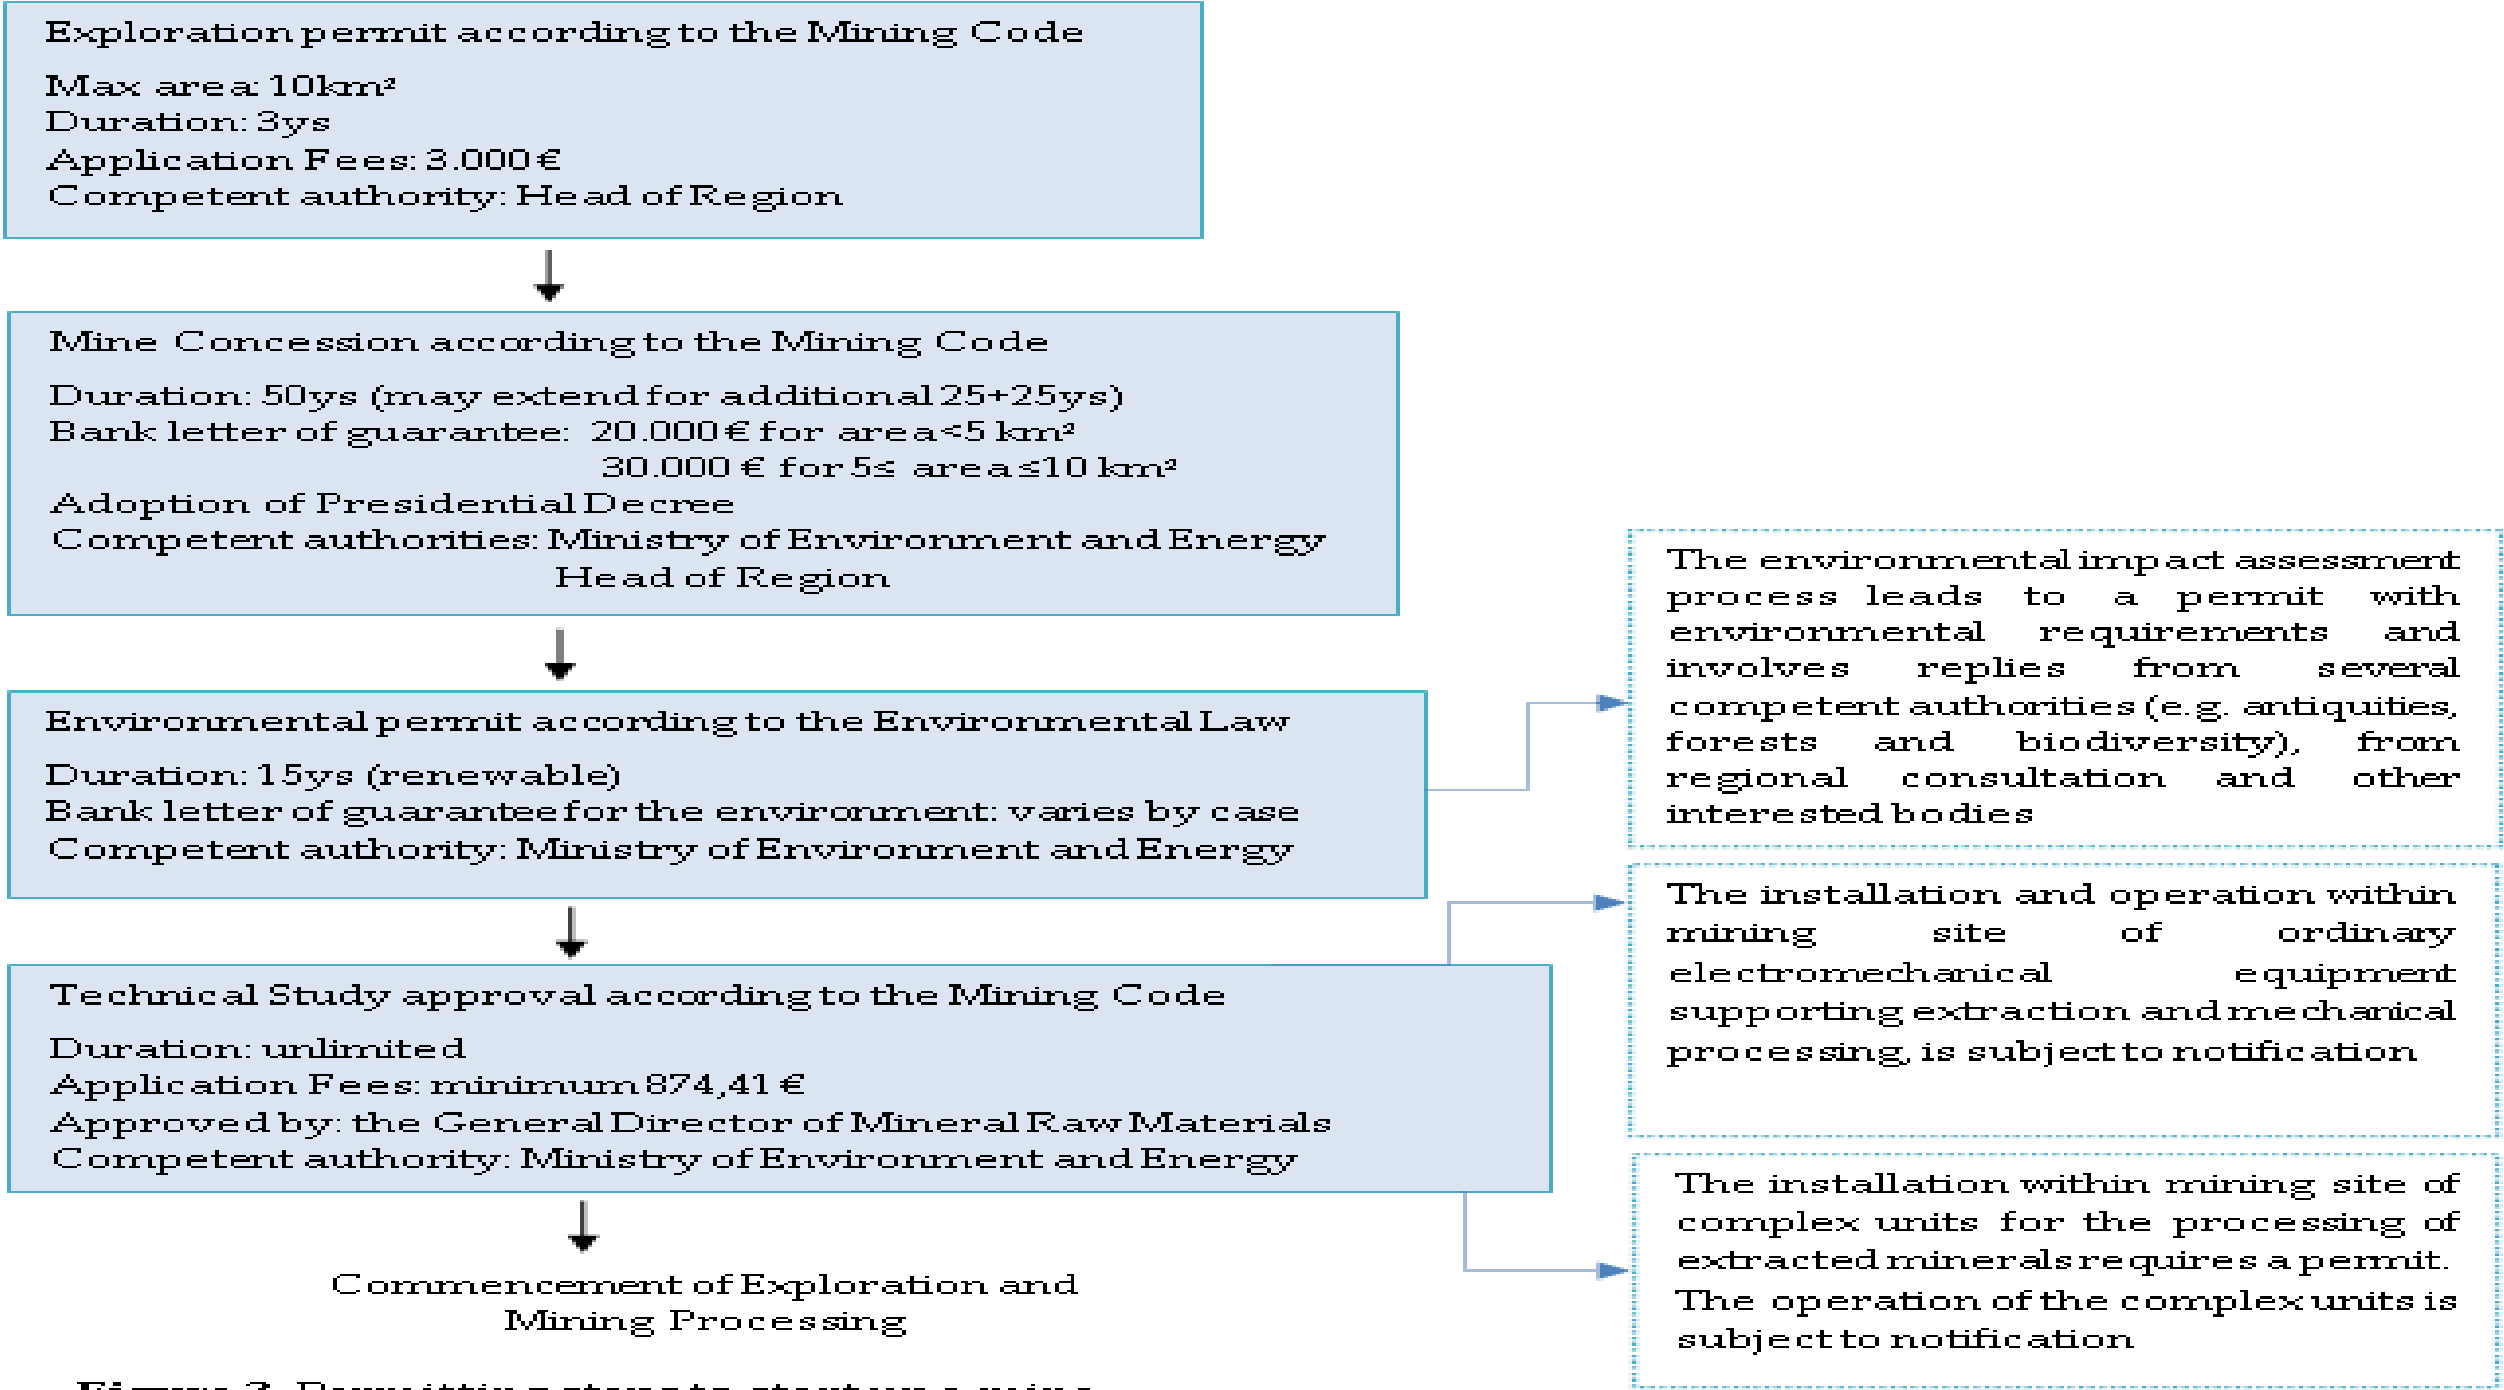 Exploration permit according to the Mining Code
Max area: 10km²
Duration: 3ys
Application Fees: 3.000 €
Competent authority: Head of Region
Mine Concession according to the Mining Code
Duration: 50ys (may extend for additional 25+25ys)
Bank letter of guarantee: 20.000 € for area<5 km²
30.000 € for 5≤ area ≤10 km²
Adoption of Presidential Decree
Competent authorities: Ministry of Environment and Energy
Head of Region
Environmental permit according to the Environmental Law
Duration: 15ys (renewable)
Bank letter of guarantee for the environment: varies by case
Competent authority: Ministry of Environment and Energy
The environmental impact assessment
process leads to a permit with
environmental requirements and
involves replies from several
competent authorities (e.g. antiquities,
forests and biodiversity), from
regional consultation and other
interested bodies
Technical Study approval according to the Mining Code
Duration: unlimited
Application Fees: minimum 874,41 €
Approved by: the General Director of Mineral Raw Materials
Competent authority: Ministry of Environment and Energy
The installation and operation within
mining site of ordinary
electromechanical equipment
supporting extraction and mechanical
processing, is subject to notification
The installation within mining site of
complex units for the processing of
extracted minerals requires a permit.
The operation of the complex units is
subject to notification
Commencement of Exploration and
Mining Processing
Permitting steps to start up a mine